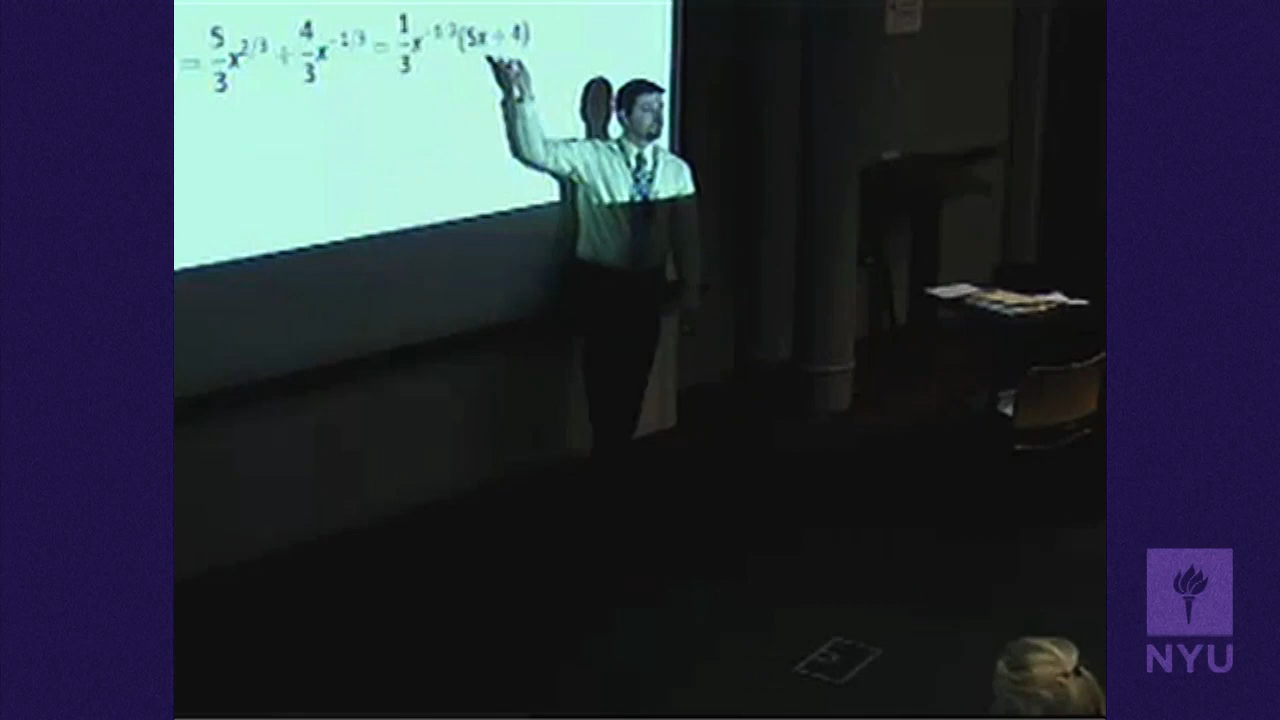 = 5/3 x^{2/3} + 4/3 x^{-1/3} = 1/3 x^{-1/3}(5x + 4)
NYU